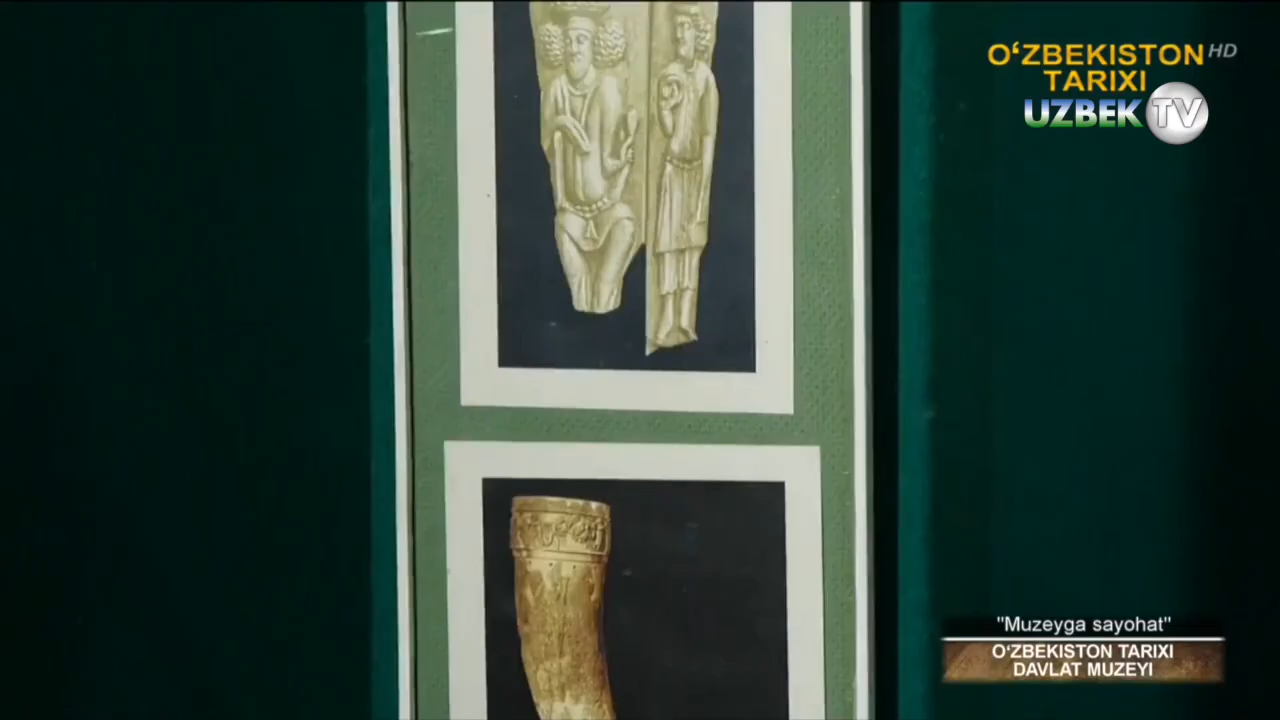 O‘ZBEKISTON HD
TARIXI
UZBEK TV
"Muzeyga sayohat"
O‘ZBEKISTON TARIXI
DAVLAT MUZEYI